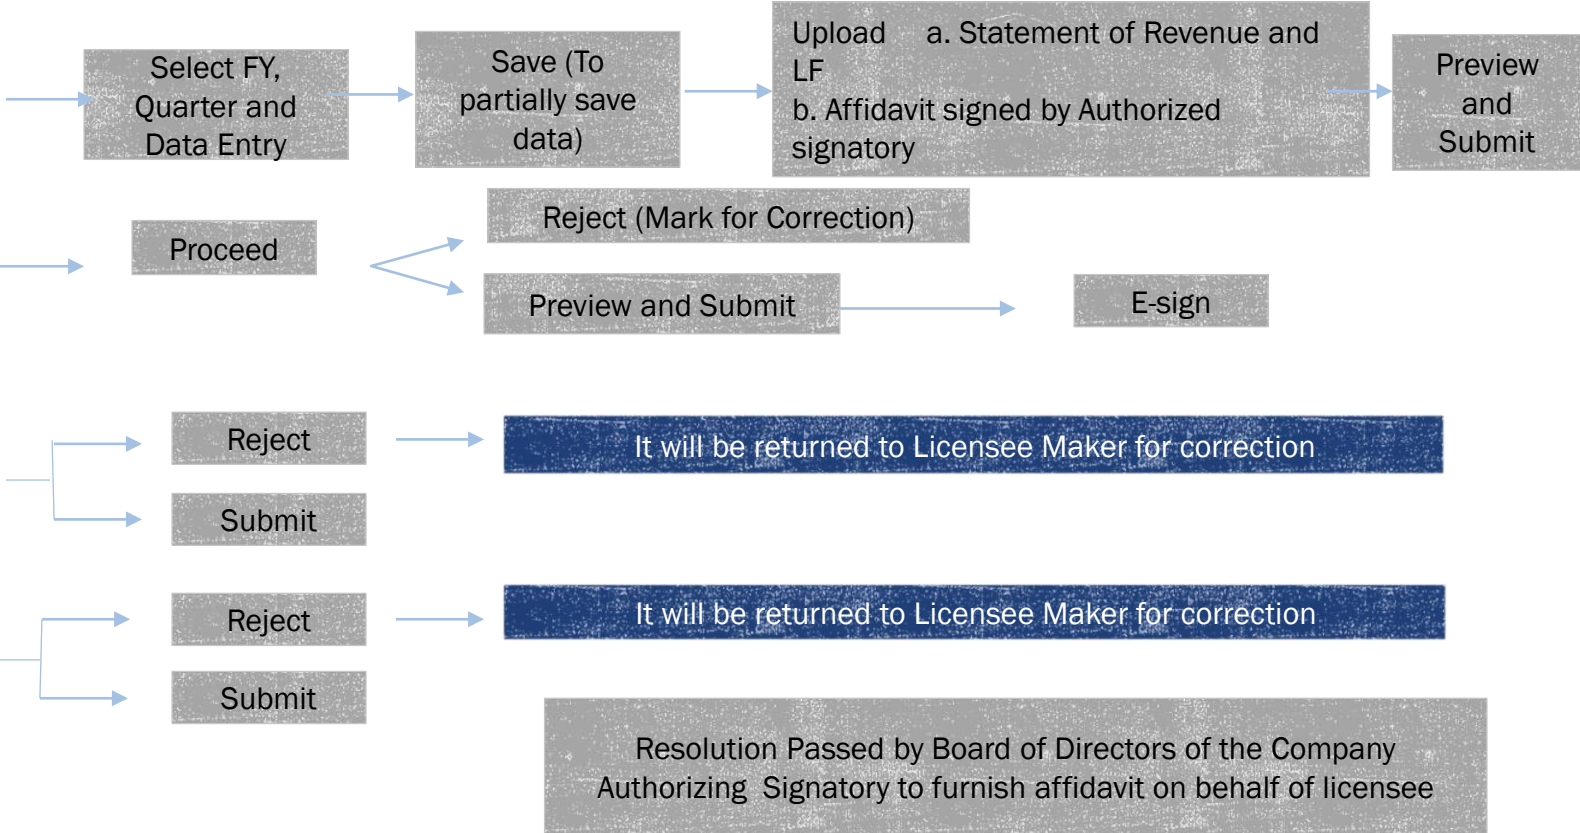 Select FY,
Quarter and
Data Entry
Save (To
partially save
data)
Upload a. Statement of Revenue and
LF
b. Affidavit signed by Authorized
signatory
Preview
and
Submit
Proceed
Reject (Mark for Correction)
Preview and Submit
E-sign
Reject
It will be returned to Licensee Maker for correction
Submit
Reject
It will be returned to Licensee Maker for correction
Submit
Resolution Passed by Board of Directors of the Company
Authorizing Signatory to furnish affidavit on behalf of licensee